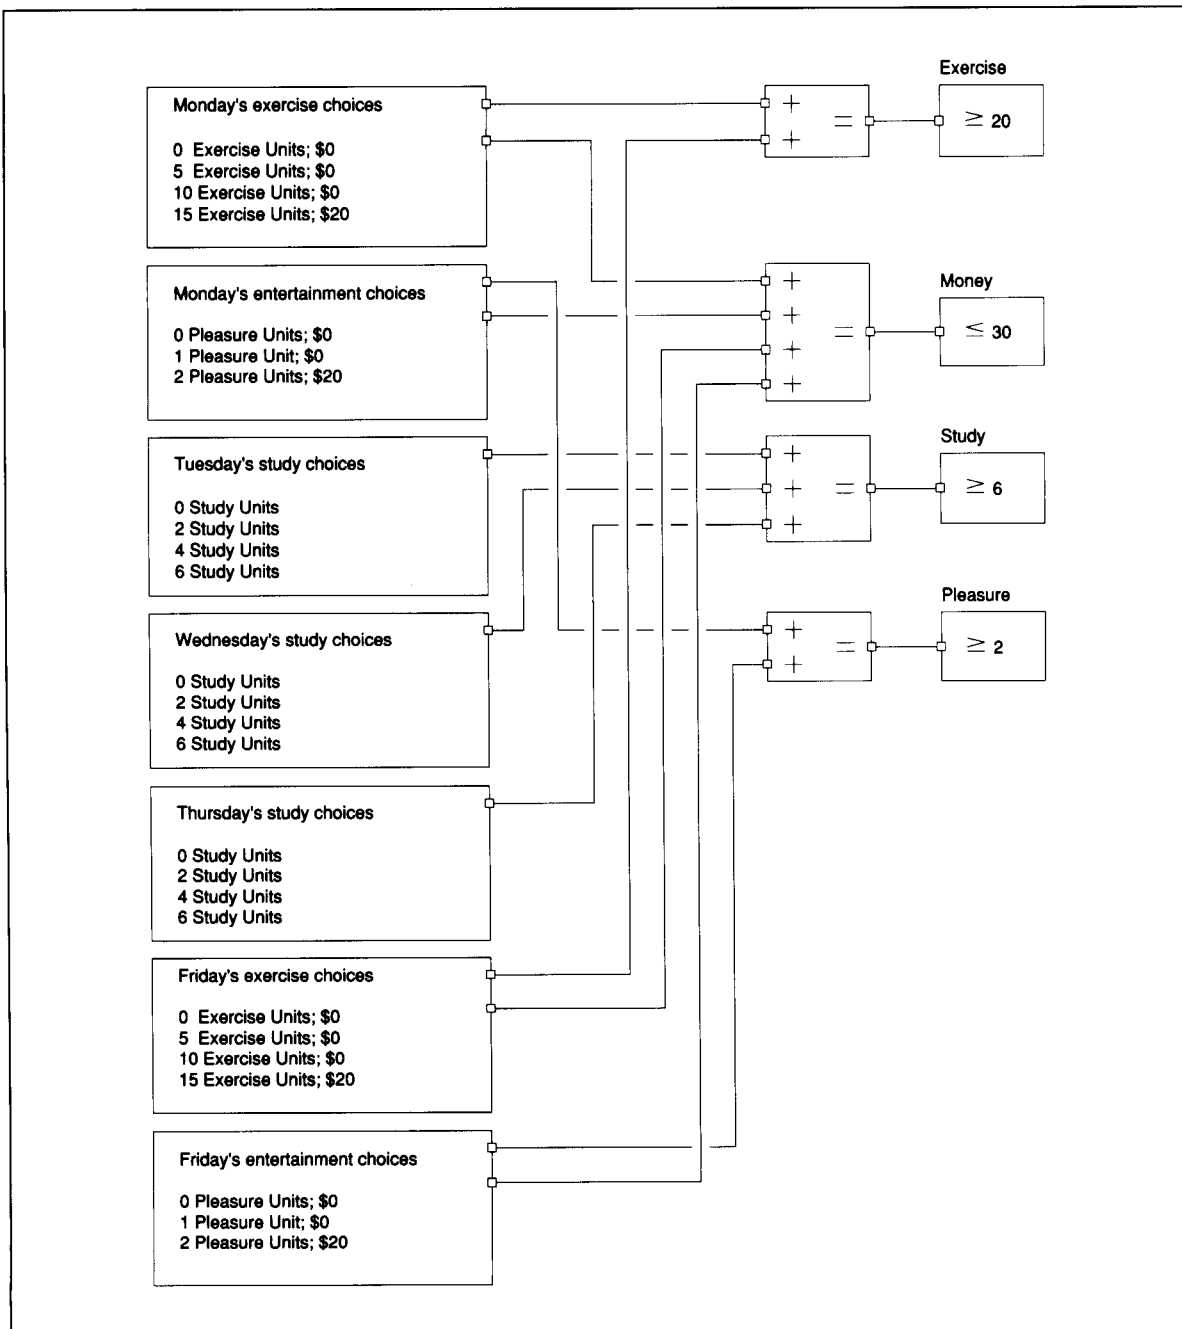 Monday's exercise choices
0 Exercise Units; $0
5 Exercise Units; $0
10 Exercise Units; $0
15 Exercise Units; $20
Monday's entertainment choices
0 Pleasure Units; $0
1 Pleasure Unit; $0
2 Pleasure Units; $20
Tuesday's study choices
0 Study Units
2 Study Units
4 Study Units
6 Study Units
Wednesday's study choices
0 Study Units
2 Study Units
4 Study Units
6 Study Units
Thursday's study choices
0 Study Units
2 Study Units
4 Study Units
6 Study Units
Friday's exercise choices
0 Exercise Units; $0
5 Exercise Units; $0
10 Exercise Units; $0
15 Exercise Units; $20
Friday's entertainment choices
0 Pleasure Units; $0
1 Pleasure Unit; $0
2 Pleasure Units; $20
+
+
=
Exercise
≥ 20
+
+
+
+
=
Money
≤ 30
+
+
+
=
Study
≥ 6
+
+
=
Pleasure
≥ 2